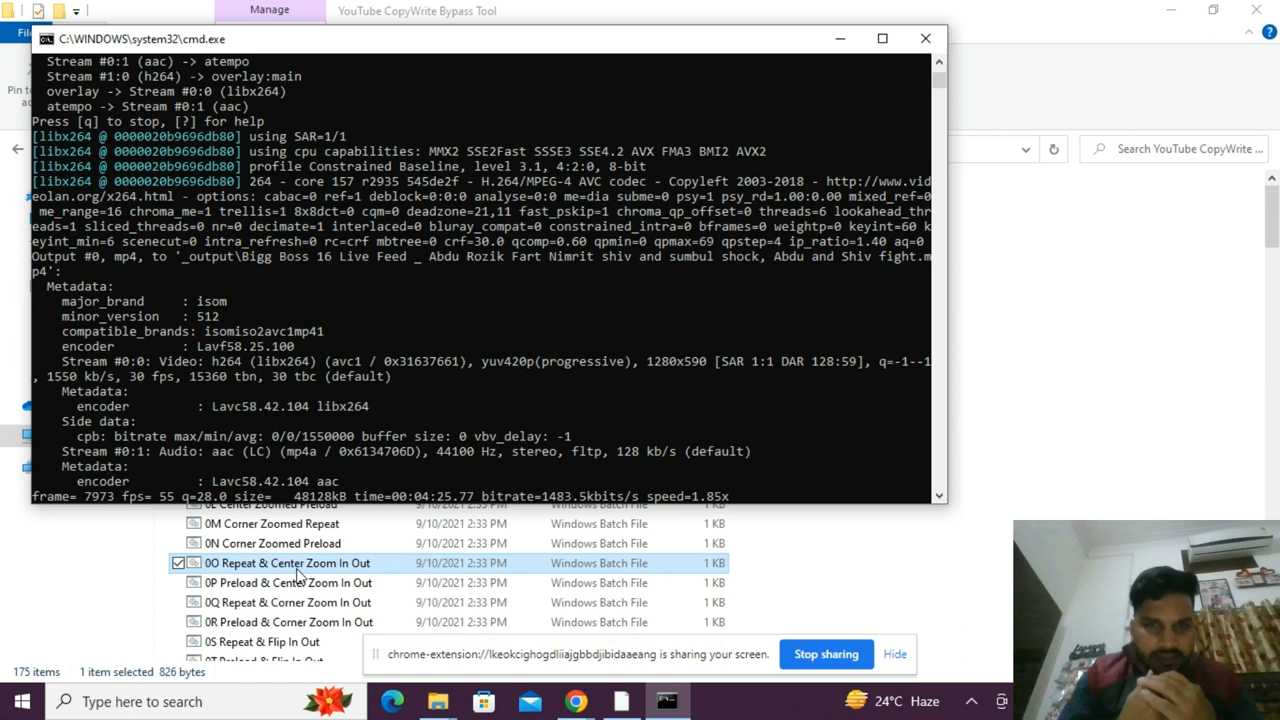 Manage
YouTube CopyWrite Bypass Tool
C:\WINDOWS\system32\cmd.exe
Stream #0:1 (aac) -> atempo
Stream #1:0 (h264) -> overlay:main
overlay -> Stream #0:0 (libx264)
atempo -> Stream #0:1 (aac)
Press [q] to stop, [?] for help
[libx264 @ 0000020b9696db80] using SAR=1/1
[libx264 @ 0000020b9696db80] using cpu capabilities: MMX2 SSE2Fast SSSE3 SSE4.2 AVX FMA3 BMI2 AVX2
[libx264 @ 0000020b9696db80] profile Constrained Baseline, level 3.1, 4:2:0, 8-bit
[libx264 @ 0000020b9696db80] 264 - core 157 r2935 545de2f - H.264/MPEG-4 AVC codec - Copyleft 2003-2018 - http://www.vid
eolan.org/x264.html - options: cabac=0 ref=1 deblock=0:0:0 analyse=0:0 me=dia subme=0 psy=1 psy_rd=1.00:0.00 mixed_ref=0
me_range=16 chroma_me=1 trellis=1 8x8dct=0 cqm=0 deadzone=21,11 fast_pskip=1 chroma_qp_offset=0 threads=6 lookahead_thr
eads=1 sliced_threads=0 nr=0 decimate=1 interlaced=0 bluray_compat=0 constrained_intra=0 bframes=0 weightp=0 keyint=60 k
eyint_min=6 scenecut=0 intra_refresh=0 rc=crf mbtree=0 crf=30.0 qcomp=0.60 qpmin=0 qpmax=69 qpstep=4 ip_ratio=1.40 aq=0
Output #0, mp4, to '_output\Bigg Boss 16 Live Feed _ Abdu Rozik Fart Nimrit shiv and sumbul shock, Abdu and Shiv fight.m
p4':
Metadata:
major_brand : isom
minor_version : 512
compatible_brands: isomiso2avc1mp41
encoder : Lavf58.25.100
Stream #0:0: Video: h264 (libx264) (avc1 / 0x31637661), yuv420p(progressive), 1280x590 [SAR 1:1 DAR 128:59], q=-1--1
, 1550 kb/s, 30 fps, 15360 tbn, 30 tbc (default)
Metadata:
encoder : Lavc58.42.104 libx264
Side data:
cpb: bitrate max/min/avg: 0/0/1550000 buffer size: 0 vbv_delay: -1
Stream #0:1: Audio: aac (LC) (mp4a / 0x6134706D), 44100 Hz, stereo, fltp, 128 kb/s (default)
Metadata:
encoder : Lavc58.42.104 aac
frame= 7973 fps= 55 q=28.0 size= 48128kB time=00:04:25.77 bitrate=1483.5kbits/s speed=1.85x
Search YouTube CopyWrite ...
0L Center Zoomed Preload 9/10/2021 2:33 PM Windows Batch File 1 KB
0M Corner Zoomed Repeat 9/10/2021 2:33 PM Windows Batch File 1 KB
0N Corner Zoomed Preload 9/10/2021 2:33 PM Windows Batch File 1 KB
0O Repeat & Center Zoom In Out 9/10/2021 2:33 PM Windows Batch File 1 KB
0P Preload & Center Zoom In Out 9/10/2021 2:33 PM Windows Batch File 1 KB
0Q Repeat & Corner Zoom In Out 9/10/2021 2:33 PM Windows Batch File 1 KB
0R Preload & Corner Zoom In Out 9/10/2021 2:33 PM Windows Batch File 1 KB
0S Repeat & Flip In Out
0T Preload & Flip In Out
chrome-extension://lkeokcighogdliiajgbbdjibidaaeang is sharing your screen.
Stop sharing
Hide
175 items 1 item selected 826 bytes
Type here to search
24°C Haze